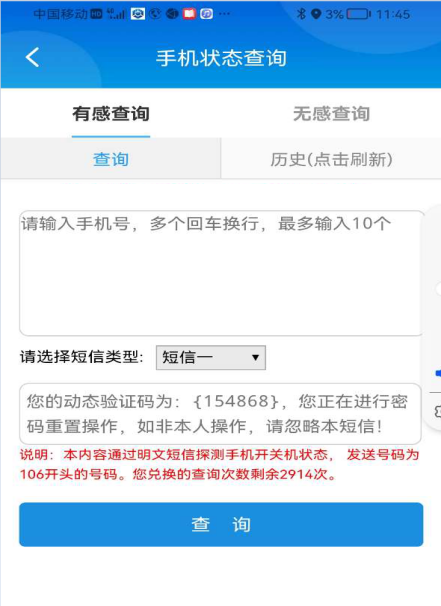 中国移动 HD 4G 3% 11:45
手机状态查询
有感查询 无感查询
查询 历史(点击刷新)
请输入手机号，多个回车换行，最多输入10个
请选择短信类型: 短信一
您的动态验证码为：{154868}，您正在进行密
码重置操作，如非本人操作，请忽略本短信!
说明：本内容通过明文短信探测手机开关机状态， 发送号码为
106开头的号码。您兑换的查询次数剩余2914次。
查 询